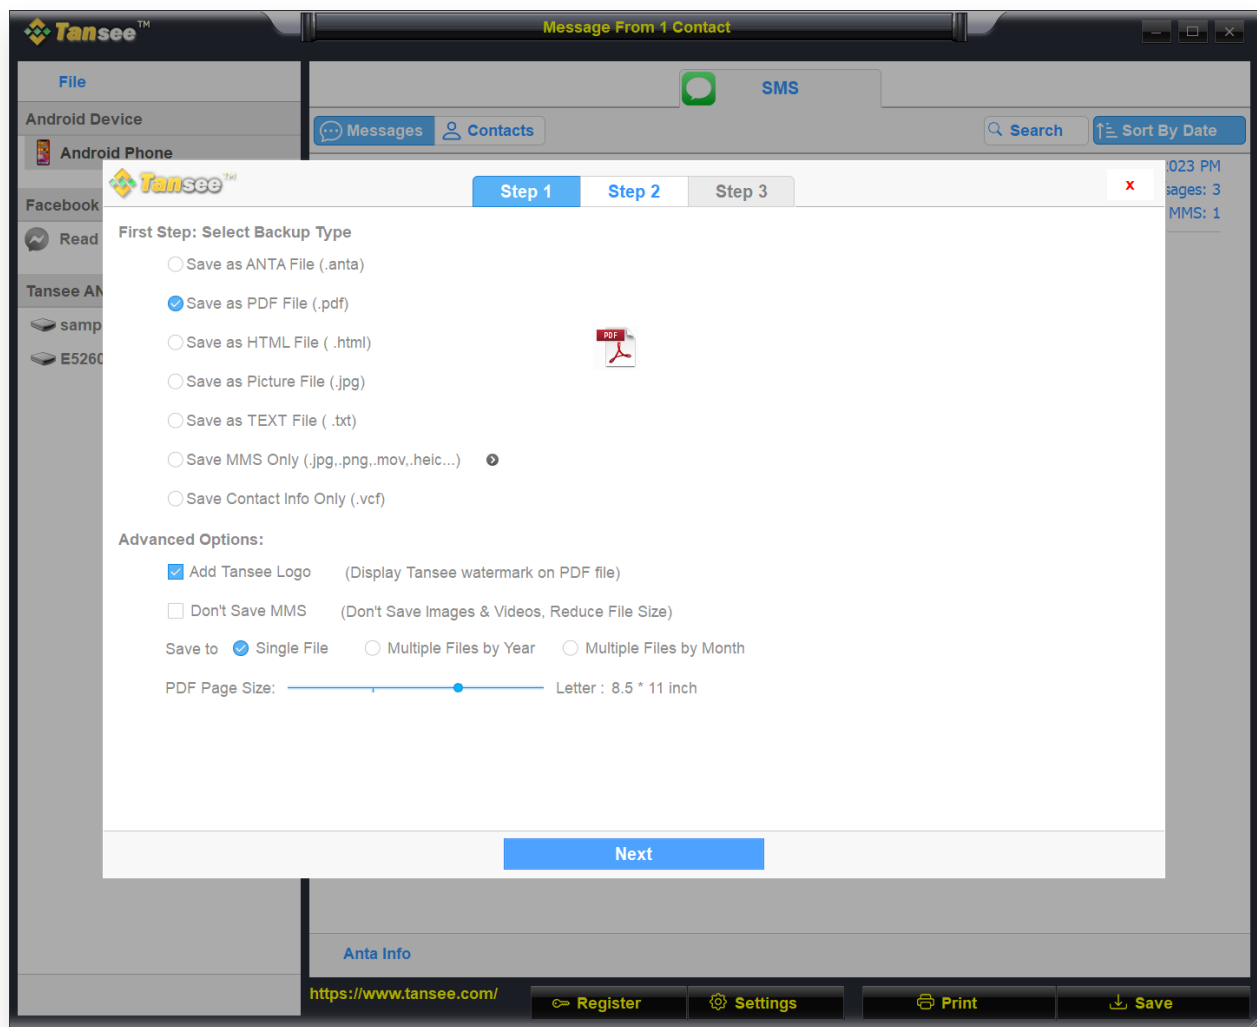 Tansee™
Message From 1 Contact
File
SMS
Android Device
Messages
Contacts
Search
Sort By Date
Android Phone
:023 PM
Tansee™
Step 1
Step 2
Step 3
x
sages: 3
Facebook
MMS: 1
Read
First Step: Select Backup Type
Save as ANTA File (.anta)
Save as PDF File (.pdf)
Save as HTML File ( .html)
Save as Picture File (.jpg)
Save as TEXT File ( .txt)
Save MMS Only (.jpg,.png,.mov,.heic...)
Save Contact Info Only (.vcf)
PDF
Tansee AN
samp
E5260
Advanced Options:
Add Tansee Logo (Display Tansee watermark on PDF file)
Don't Save MMS (Don't Save Images & Videos, Reduce File Size)
Save to Single File Multiple Files by Year Multiple Files by Month
PDF Page Size: Letter : 8.5 * 11 inch
Next
Anta Info
https://www.tansee.com/
Register
Settings
Print
Save